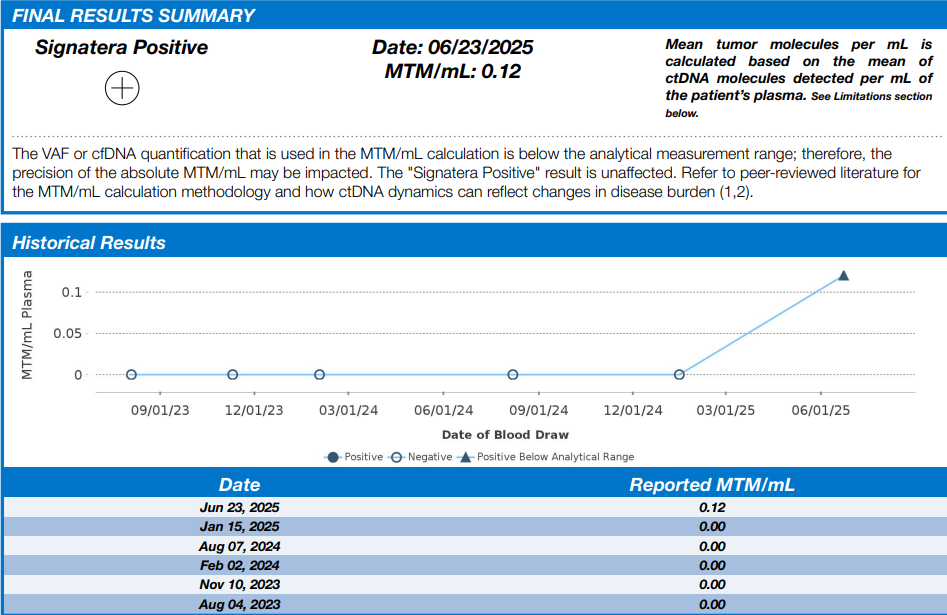 FINAL RESULTS SUMMARY
Signatera Positive
Date: 06/23/2025
MTM/mL: 0.12
Mean tumor molecules per mL is
calculated based on the mean of
ctDNA molecules detected per mL of
the patient's plasma. See Limitations section
below.
The VAF or cfDNA quantification that is used in the MTM/mL calculation is below the analytical measurement range; therefore, the
precision of the absolute MTM/mL may be impacted. The "Signatera Positive" result is unaffected. Refer to peer-reviewed literature for
the MTM/mL calculation methodology and how ctDNA dynamics can reflect changes in disease burden (1,2).
Historical Results
MTM/mL Plasma
0.1
0.05
0
09/01/23 12/01/23 03/01/24 06/01/24 09/01/24 12/01/24 03/01/25 06/01/25
Date of Blood Draw
Positive Negative Positive Below Analytical Range
Date Reported MTM/mL
Jun 23, 2025 0.12
Jan 15, 2025 0.00
Aug 07, 2024 0.00
Feb 02, 2024 0.00
Nov 10, 2023 0.00
Aug 04, 2023 0.00